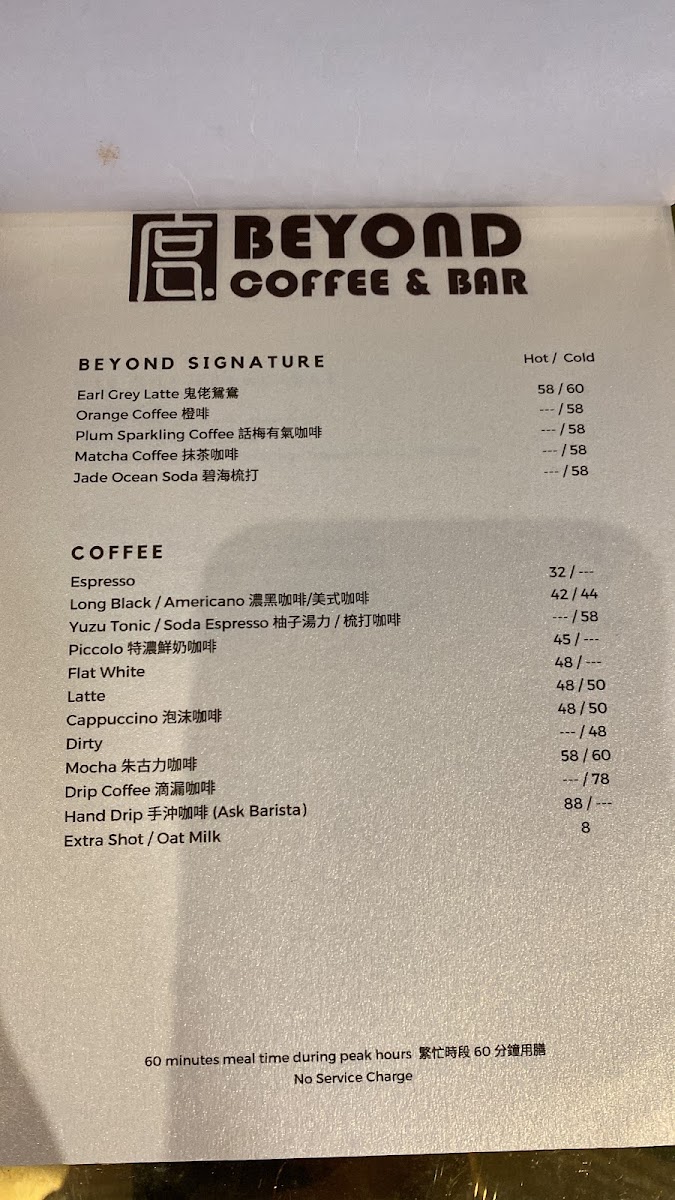 BEYOND
COFFEE & BAR
BEYOND SIGNATURE Hot / Cold
Earl Grey Latte 鬼佬鴛鴦 58 / 60
Orange Coffee 橙啡 --- / 58
Plum Sparkling Coffee 話梅有氣咖啡 --- / 58
Matcha Coffee 抹茶咖啡 --- / 58
Jade Ocean Soda 碧海梳打 --- / 58
COFFEE
Espresso 32 / ---
Long Black / Americano 濃黑咖啡/美式咖啡 42 / 44
Yuzu Tonic / Soda Espresso 柚子湯力 / 梳打咖啡 --- / 58
Piccolo 特濃鮮奶咖啡 45 / ---
Flat White 48 / ---
Latte 48 / 50
Cappuccino 泡沫咖啡 48 / 50
Dirty --- / 48
Mocha 朱古力咖啡 58 / 60
Drip Coffee 滴漏咖啡 --- / 78
Hand Drip 手沖咖啡 (Ask Barista) 88 / ---
Extra Shot / Oat Milk 8
60 minutes meal time during peak hours 繁忙時段 60 分鐘用膳
No Service Charge